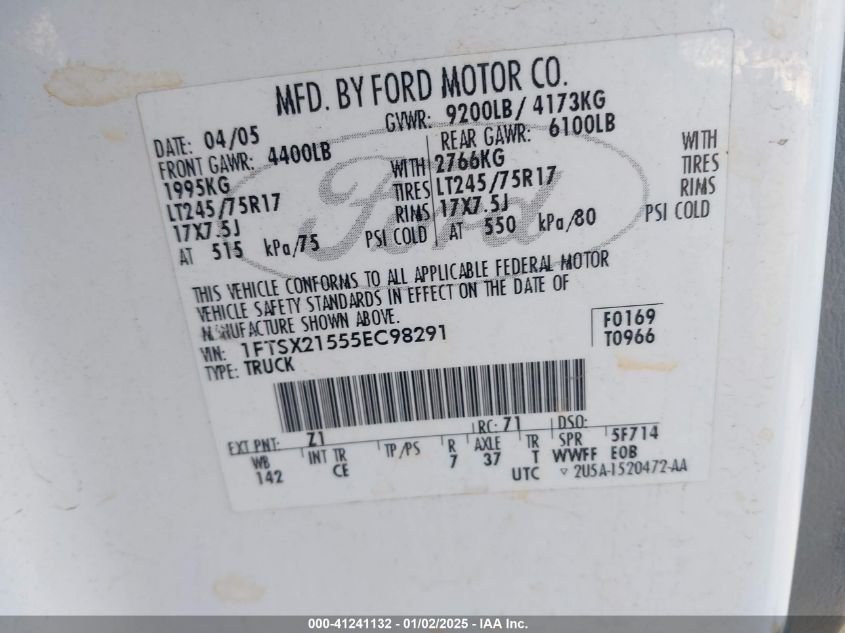 MFD. BY FORD MOTOR CO.
DATE: 04/05 GVWR: 9200LB/ 4173KG
FRONT GAWR: 4400LB REAR GAWR: 6100LB
1995KG WITH 2766KG WITH
LT245/75R17 TIRES LT245/75R17 TIRES
17X7.5J RIMS 17X7.5J RIMS
AT 515 kPa/75 PSI COLD AT 550 kPa/80 PSI COLD
Ford
THIS VEHICLE CONFORMS TO ALL APPLICABLE FEDERAL MOTOR
VEHICLE SAFETY STANDARDS IN EFFECT ON THE DATE OF
MANUFACTURE SHOWN ABOVE.
VIN: 1FTSX21555EC98291 F0169
TYPE: TRUCK T0966
EXT PNT: Z1 RC: 71 DSO:
WB INT TR TP/PS R AXLE TR SPR 5F714
142 CE 7 37 T WWFF EOB
UTC ▽ 2U5A-1520472-AA
000-41241132 - 01/02/2025 - IAA Inc.